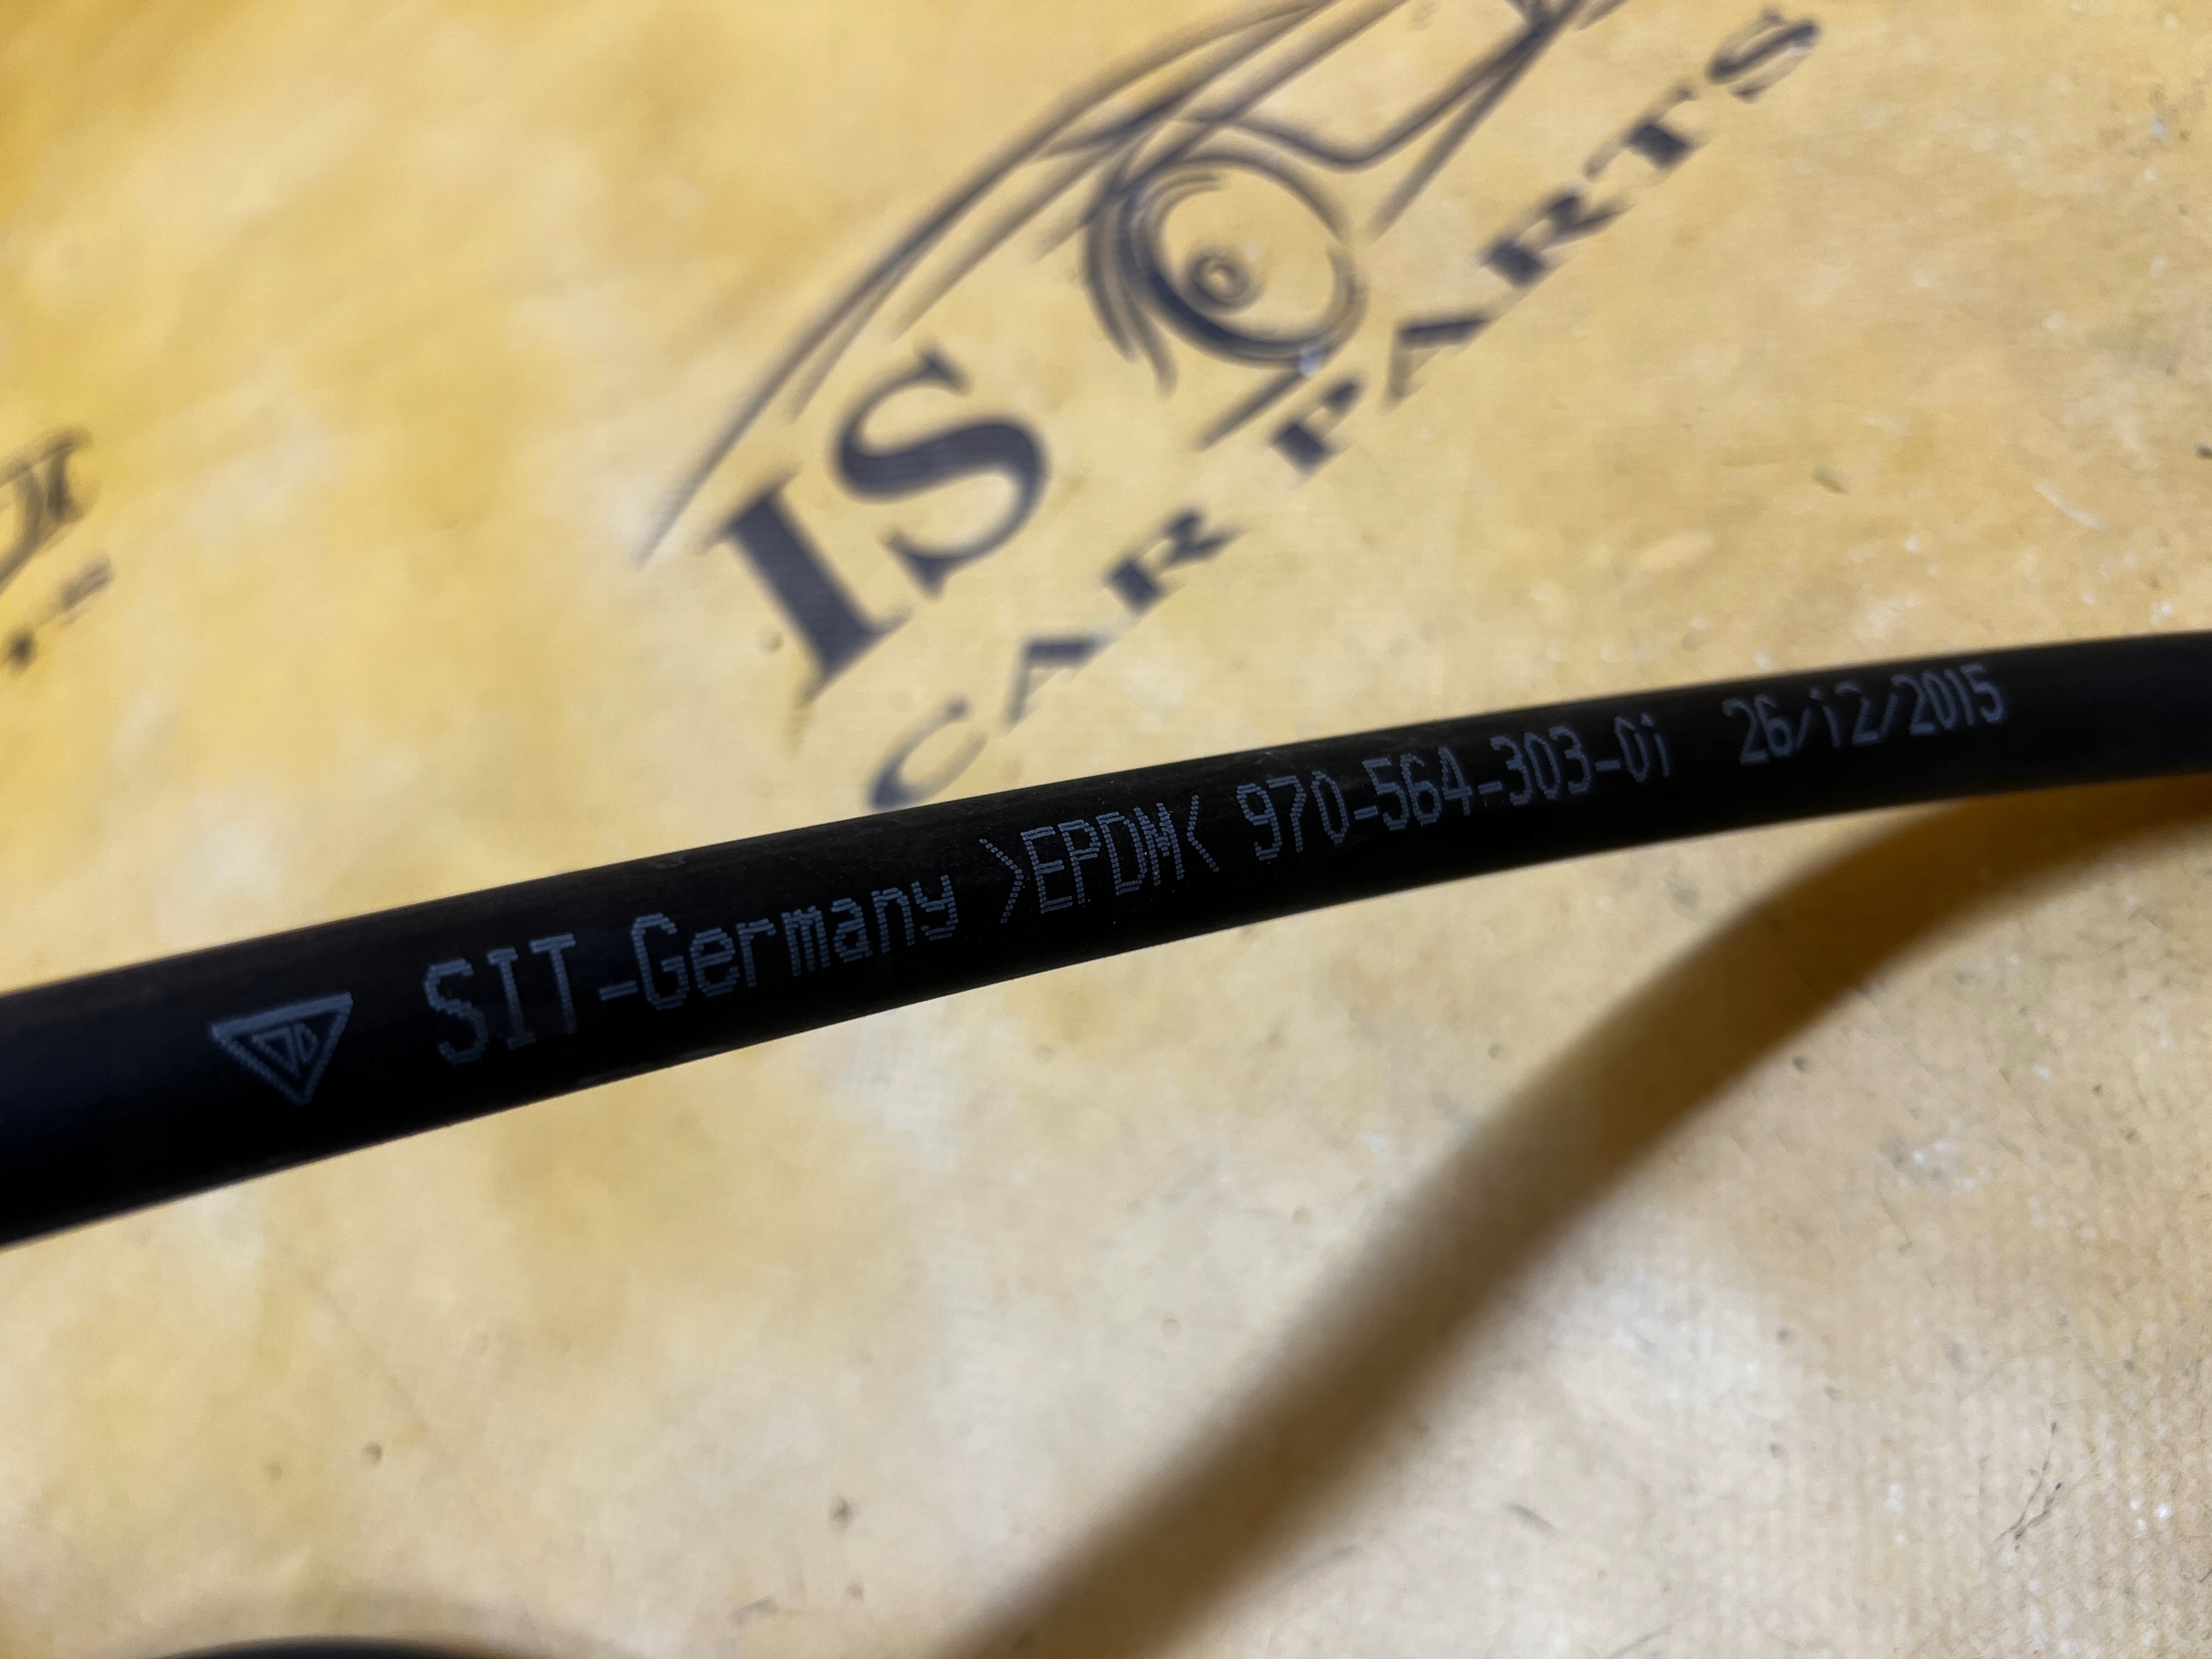 IS
CAR PARTS
SIT-Germany >EPDM< 970-564-303-01 26/12/2015